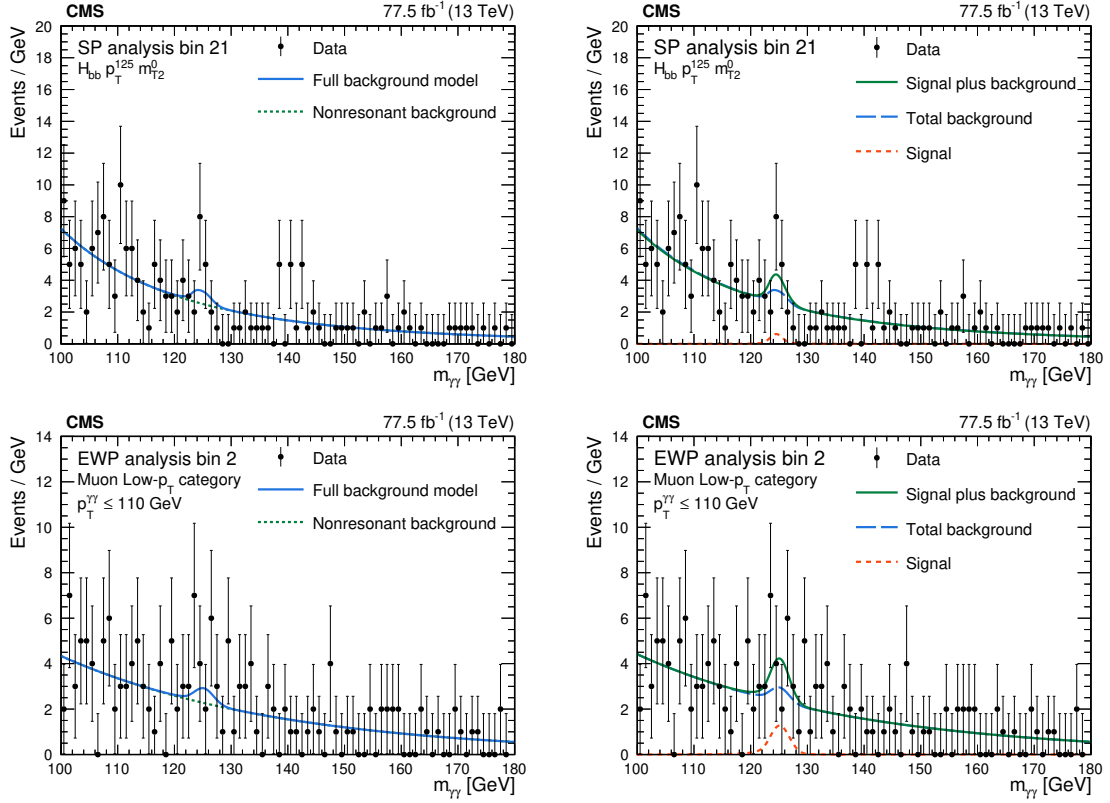 CMS 77.5 fb⁻¹ (13 TeV)
Events / GeV
20
18
16
14
12
10
8
6
4
2
0
SP analysis bin 21
H_bb p_T^125 m_T2^0
Data
Full background model
Nonresonant background
100 110 120 130 140 150 160 170 180
m_γγ [GeV]
CMS 77.5 fb⁻¹ (13 TeV)
Events / GeV
20
18
16
14
12
10
8
6
4
2
0
SP analysis bin 21
H_bb p_T^125 m_T2^0
Data
Signal plus background
Total background
Signal
100 110 120 130 140 150 160 170 180
m_γγ [GeV]
CMS 77.5 fb⁻¹ (13 TeV)
Events / GeV
14
12
10
8
6
4
2
0
EWP analysis bin 2
Muon Low-p_T category
p_T^γγ ≤ 110 GeV
Data
Full background model
Nonresonant background
100 110 120 130 140 150 160 170 180
m_γγ [GeV]
CMS 77.5 fb⁻¹ (13 TeV)
Events / GeV
14
12
10
8
6
4
2
0
EWP analysis bin 2
Muon Low-p_T category
p_T^γγ ≤ 110 GeV
Data
Signal plus background
Total background
Signal
100 110 120 130 140 150 160 170 180
m_γγ [GeV]